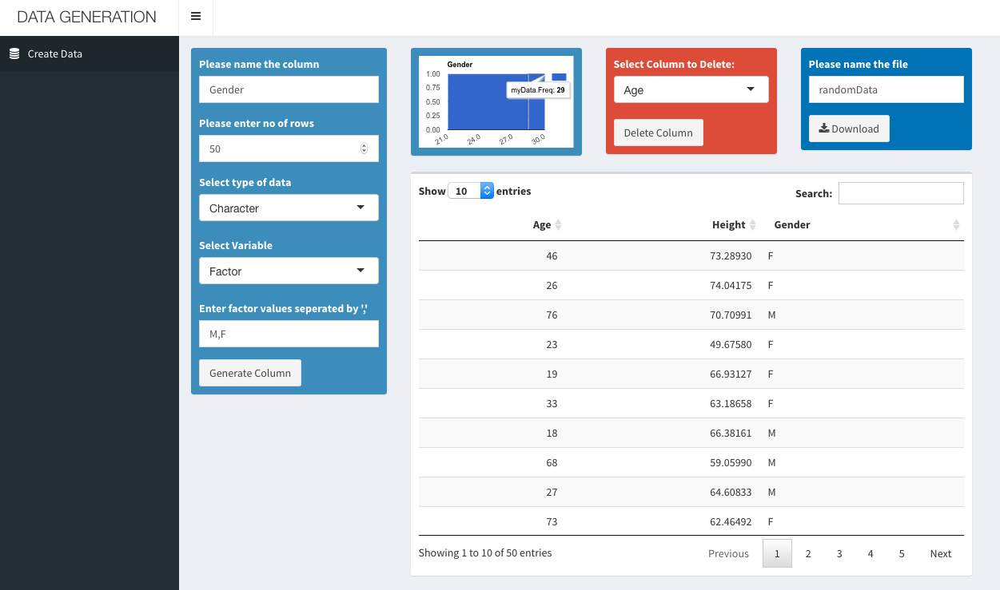 DATA GENERATION
Create Data
Please name the column
Gender
Please enter no of rows
50
Select type of data
Character
Select Variable
Factor
Enter factor values seperated by ','
M,F
Generate Column
Gender
1.00
0.75
0.50
0.25
0.00
21.0 24.0 27.0 30.0
myData.Freq: 29
Select Column to Delete:
Age
Delete Column
Please name the file
randomData
Download
Show 10 entries
Search:
Age Height Gender
46 73.28930 F
26 74.04175 F
76 70.70991 M
23 49.67580 F
19 66.93127 F
33 63.18658 F
18 66.38161 M
68 59.05990 M
27 64.60833 M
73 62.46492 F
Showing 1 to 10 of 50 entries
Previous 1 2 3 4 5 Next